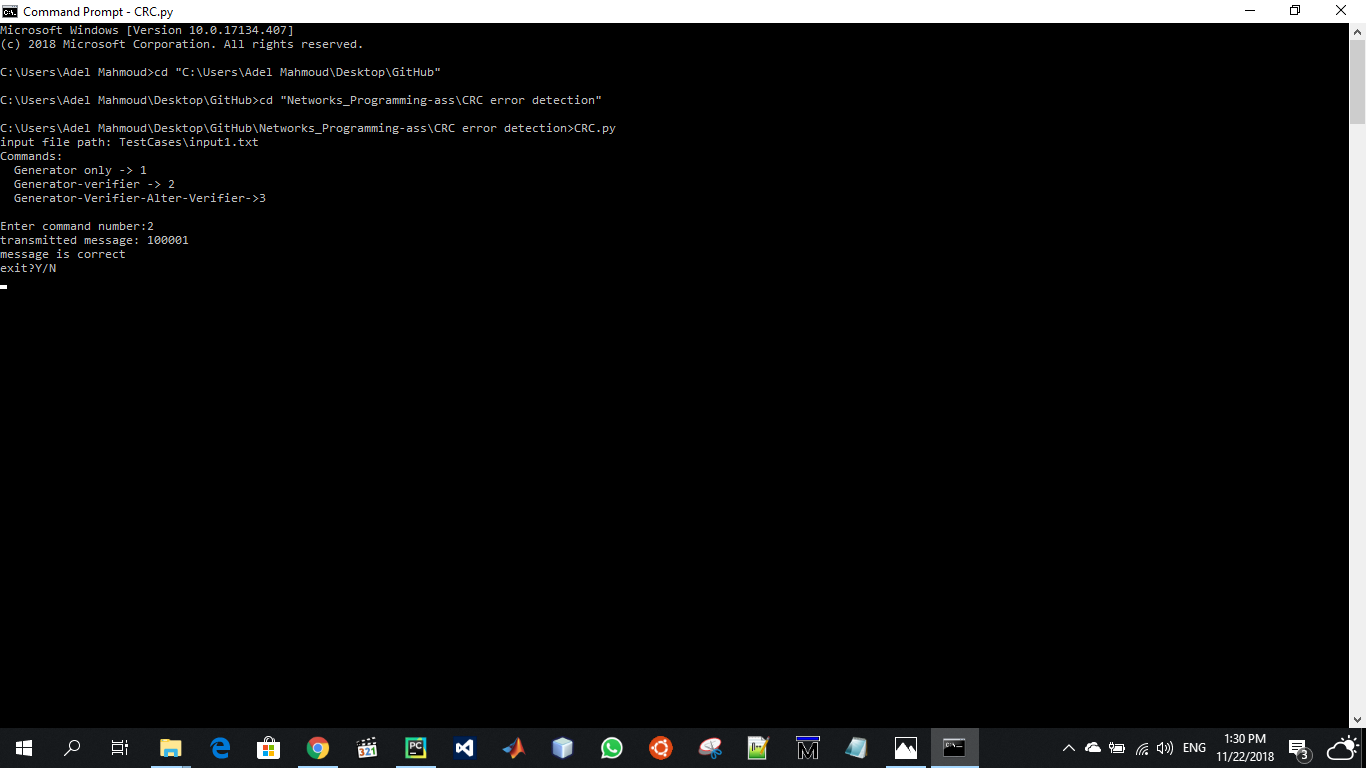 Command Prompt - CRC.py
Microsoft Windows [Version 10.0.17134.407]
(c) 2018 Microsoft Corporation. All rights reserved.
C:\Users\Adel Mahmoud>cd "C:\Users\Adel Mahmoud\Desktop\GitHub"
C:\Users\Adel Mahmoud\Desktop\GitHub>cd "Networks_Programming-ass\CRC error detection"
C:\Users\Adel Mahmoud\Desktop\GitHub\Networks_Programming-ass\CRC error detection>CRC.py
input file path: TestCases\input1.txt
Commands:
  Generator only -> 1
  Generator-verifier -> 2
  Generator-Verifier-Alter-Verifier->3
Enter command number:2
transmitted message: 100001
message is correct
exit?Y/N
321
PC
M
ENG
1:30 PM
11/22/2018
3